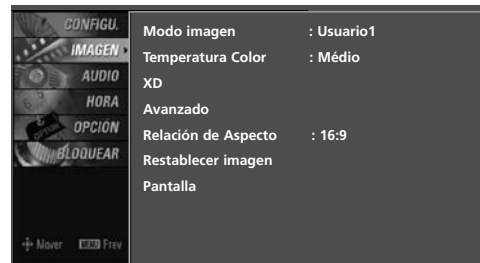 CONFIGU.
IMAGEN
AUDIO
HORA
OPCIÓN
BLOQUEAR
Mover MENU Frev
Modo imagen : Usuario1
Temperatura Color : Médio
XD
Avanzado
Relación de Aspecto : 16:9
Restablecer imagen
Pantalla